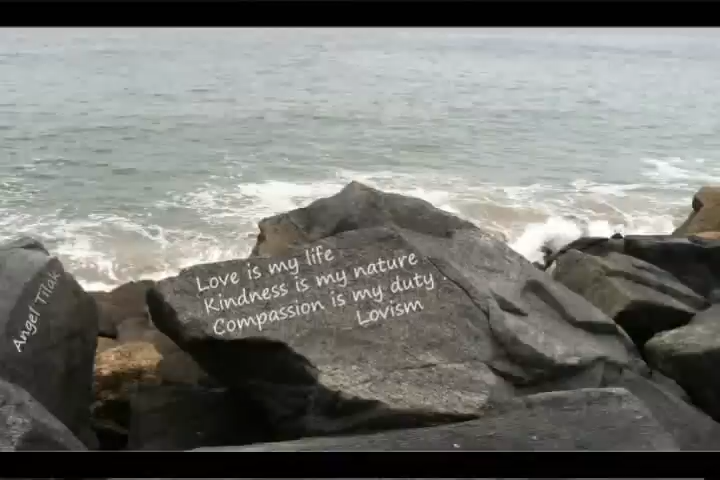 Love is my life
Kindness is my nature
Compassion is my duty
Lovism
Angel Tilak